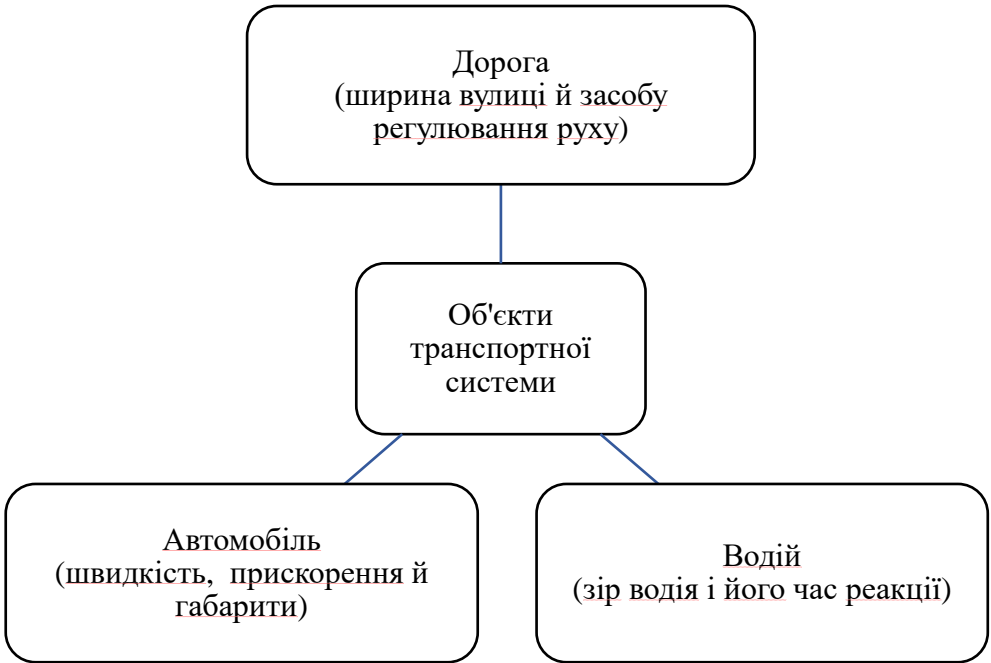 Дорога
(ширина вулиці й засобу
регулювання руху)
Об'єкти
транспортної
системи
Автомобіль
(швидкість,  прискорення й
габарити)
Водій
(зір водія і його час реакції)